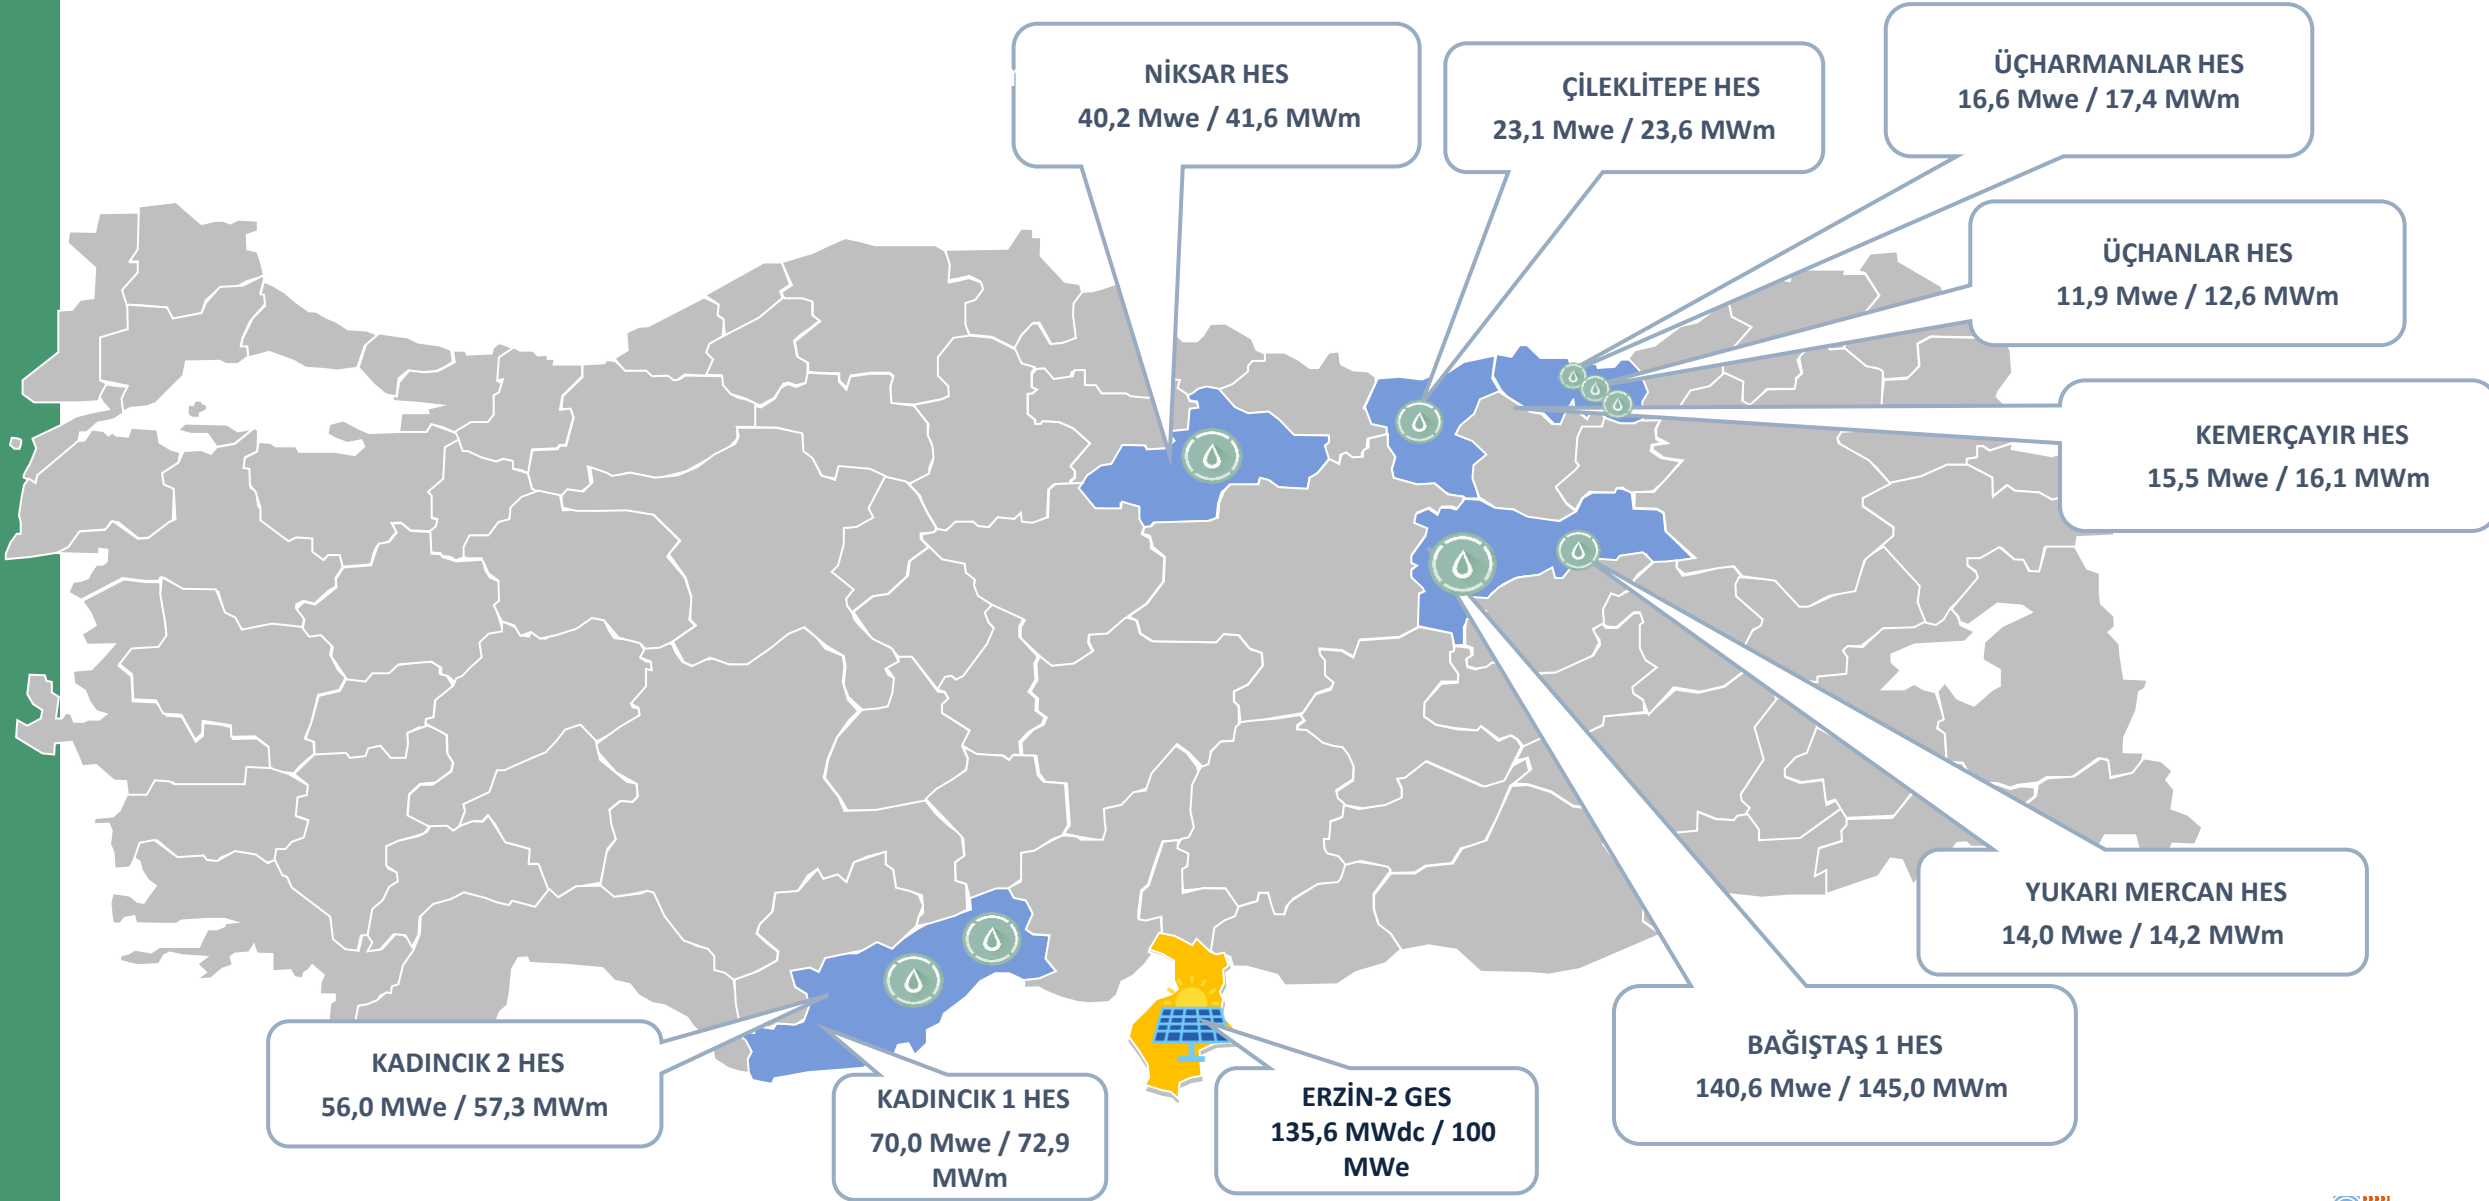 NİKSAR HES
40,2 Mwe / 41,6 MWm
ÇİLEKLİTEPE HES
23,1 Mwe / 23,6 MWm
ÜÇHARMANLAR HES
16,6 Mwe / 17,4 MWm
ÜÇHANLAR HES
11,9 Mwe / 12,6 MWm
KEMERÇAYIR HES
15,5 Mwe / 16,1 MWm
YUKARI MERCAN HES
14,0 Mwe / 14,2 MWm
BAĞIŞTAŞ 1 HES
140,6 Mwe / 145,0 MWm
ERZİN-2 GES
135,6 MWdc / 100
MWe
KADINCIK 1 HES
70,0 Mwe / 72,9
MWm
KADINCIK 2 HES
56,0 MWe / 57,3 MWm